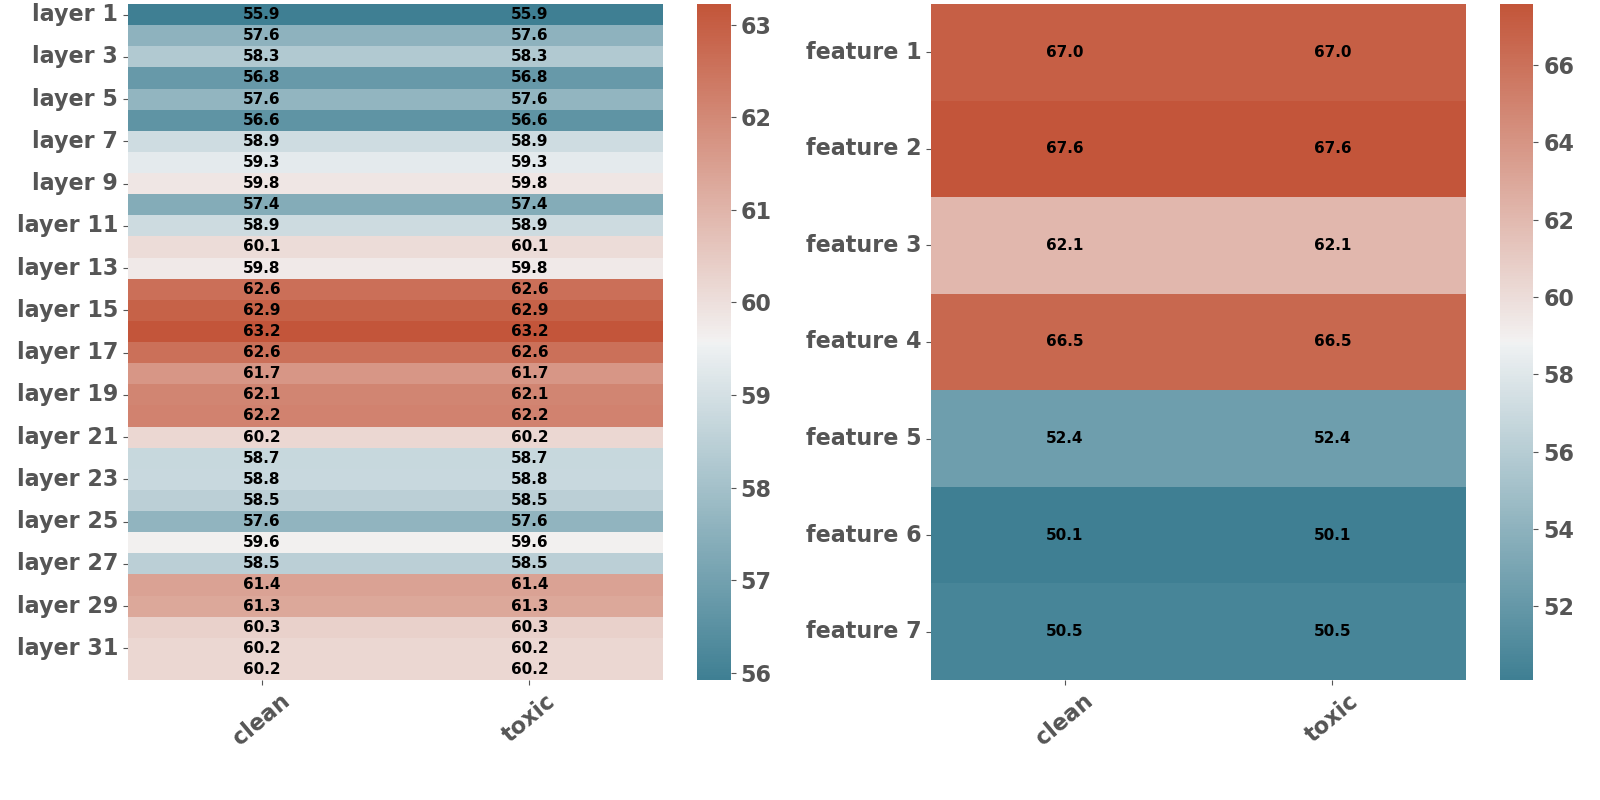 layer 1 55.9 55.9
57.6 57.6
layer 3 58.3 58.3
56.8 56.8
layer 5 57.6 57.6
56.6 56.6
layer 7 58.9 58.9
59.3 59.3
layer 9 59.8 59.8
57.4 57.4
layer 11 58.9 58.9
60.1 60.1
layer 13 59.8 59.8
62.6 62.6
layer 15 62.9 62.9
63.2 63.2
layer 17 62.6 62.6
61.7 61.7
layer 19 62.1 62.1
62.2 62.2
layer 21 60.2 60.2
58.7 58.7
layer 23 58.8 58.8
58.5 58.5
layer 25 57.6 57.6
59.6 59.6
layer 27 58.5 58.5
61.4 61.4
layer 29 61.3 61.3
60.3 60.3
layer 31 60.2 60.2
60.2 60.2
clean toxic
63
62
61
60
59
58
57
56
feature 1 67.0 67.0
feature 2 67.6 67.6
feature 3 62.1 62.1
feature 4 66.5 66.5
feature 5 52.4 52.4
feature 6 50.1 50.1
feature 7 50.5 50.5
clean toxic
66
64
62
60
58
56
54
52